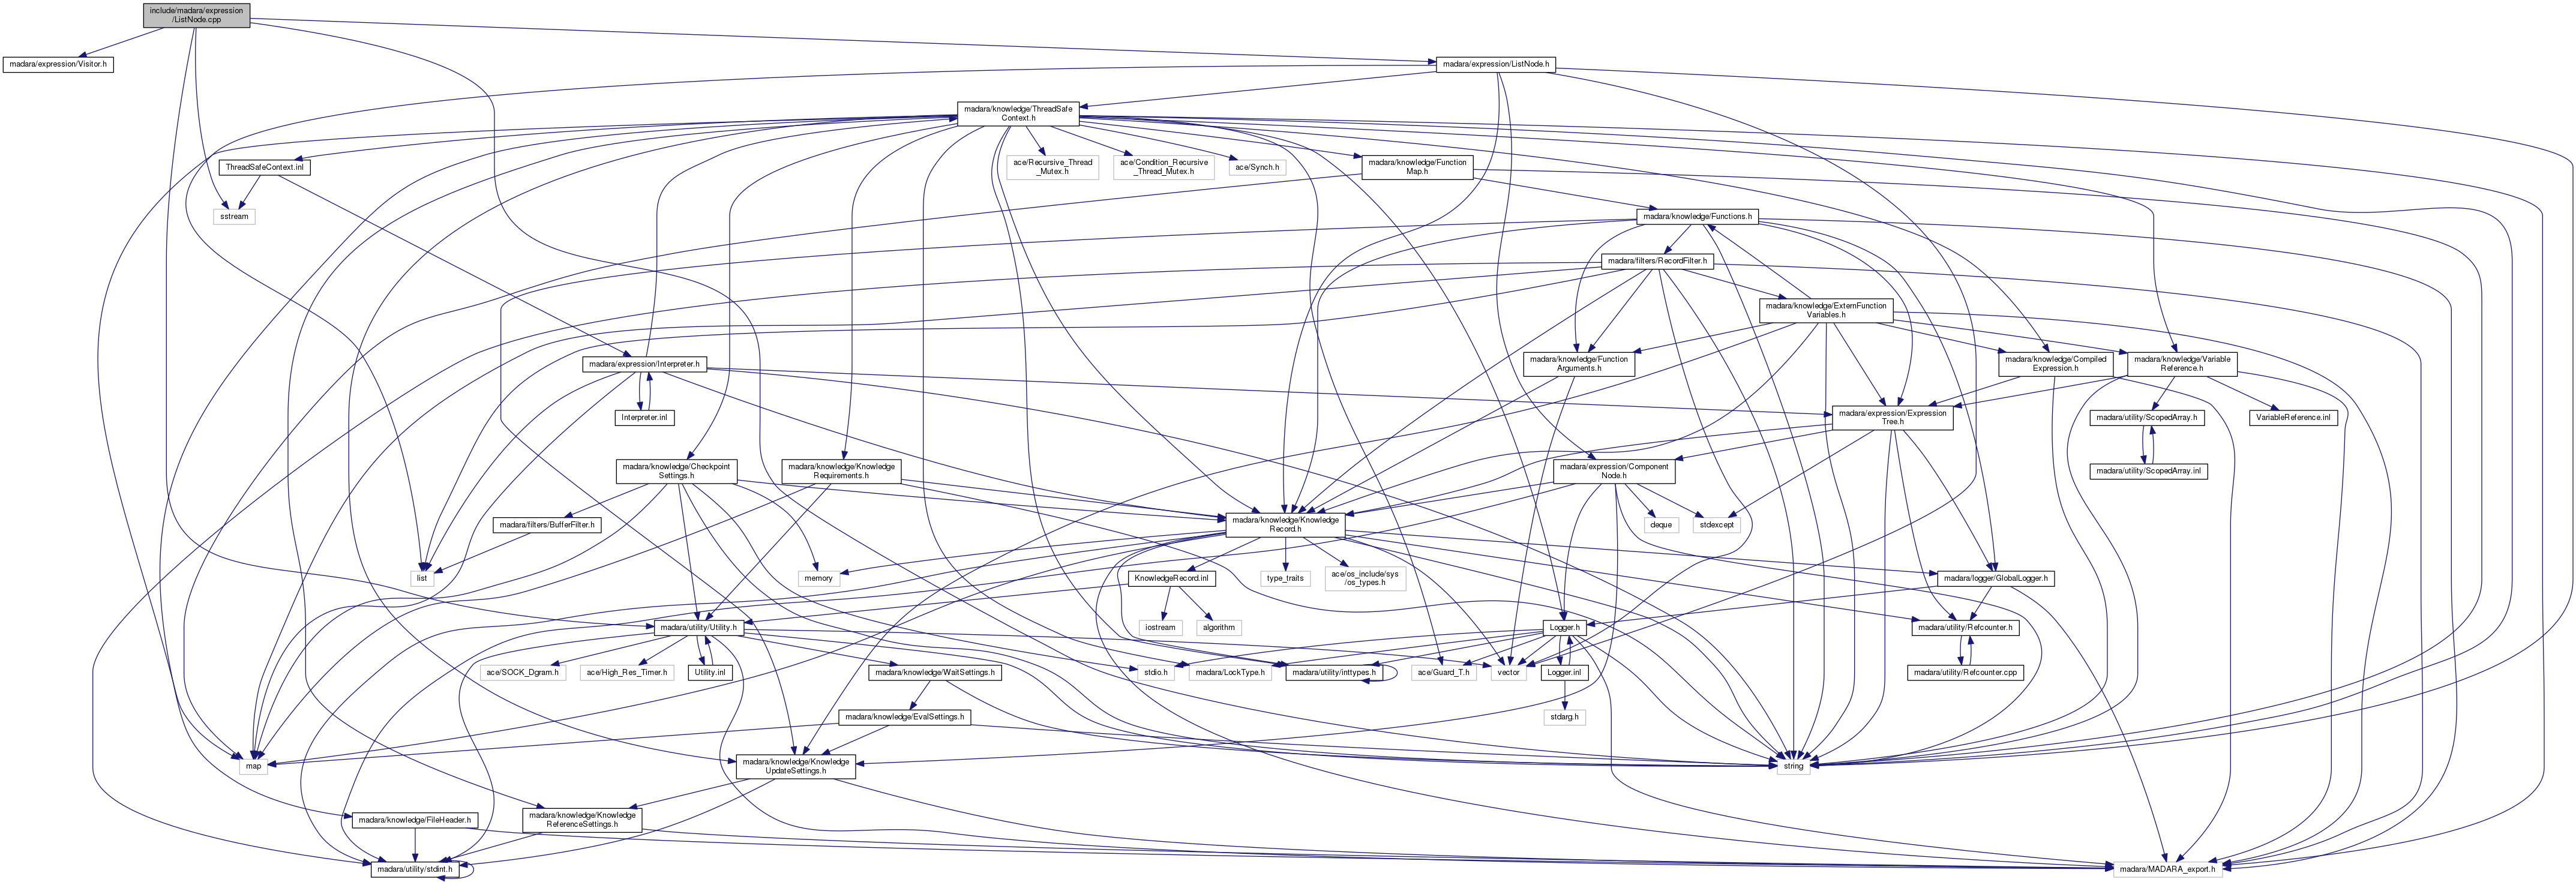 include/madara/expression
/ListNode.cpp
madara/expression/Visitor.h
madara/expression/ListNode.h
madara/knowledge/ThreadSafe
Context.h
ThreadSafeContext.inl
ace/Recursive_Thread
_Mutex.h
ace/Condition_Recursive
_Thread_Mutex.h
ace/Synch.h
madara/knowledge/Function
Map.h
sstream
madara/knowledge/Functions.h
madara/filters/RecordFilter.h
madara/knowledge/ExternFunction
Variables.h
madara/expression/Interpreter.h
madara/knowledge/Function
Arguments.h
madara/knowledge/Compiled
Expression.h
madara/knowledge/Variable
Reference.h
Interpreter.inl
madara/expression/Expression
Tree.h
madara/utility/ScopedArray.h
VariableReference.inl
madara/knowledge/Checkpoint
Settings.h
madara/knowledge/Knowledge
Requirements.h
madara/expression/Component
Node.h
madara/utility/ScopedArray.inl
madara/filters/BufferFilter.h
madara/knowledge/Knowledge
Record.h
deque
stdexcept
list
memory
KnowledgeRecord.inl
type_traits
ace/os_include/sys
/os_types.h
madara/logger/GlobalLogger.h
madara/utility/Utility.h
iostream
algorithm
Logger.h
madara/utility/Refcounter.h
ace/SOCK_Dgram.h
ace/High_Res_Timer.h
Utility.inl
madara/knowledge/WaitSettings.h
stdio.h
madara/LockType.h
madara/utility/inttypes.h
ace/Guard_T.h
vector
Logger.inl
madara/utility/Refcounter.cpp
madara/knowledge/EvalSettings.h
stdarg.h
map
madara/knowledge/Knowledge
UpdateSettings.h
string
madara/knowledge/FileHeader.h
madara/knowledge/Knowledge
ReferenceSettings.h
madara/utility/stdint.h
madara/MADARA_export.h